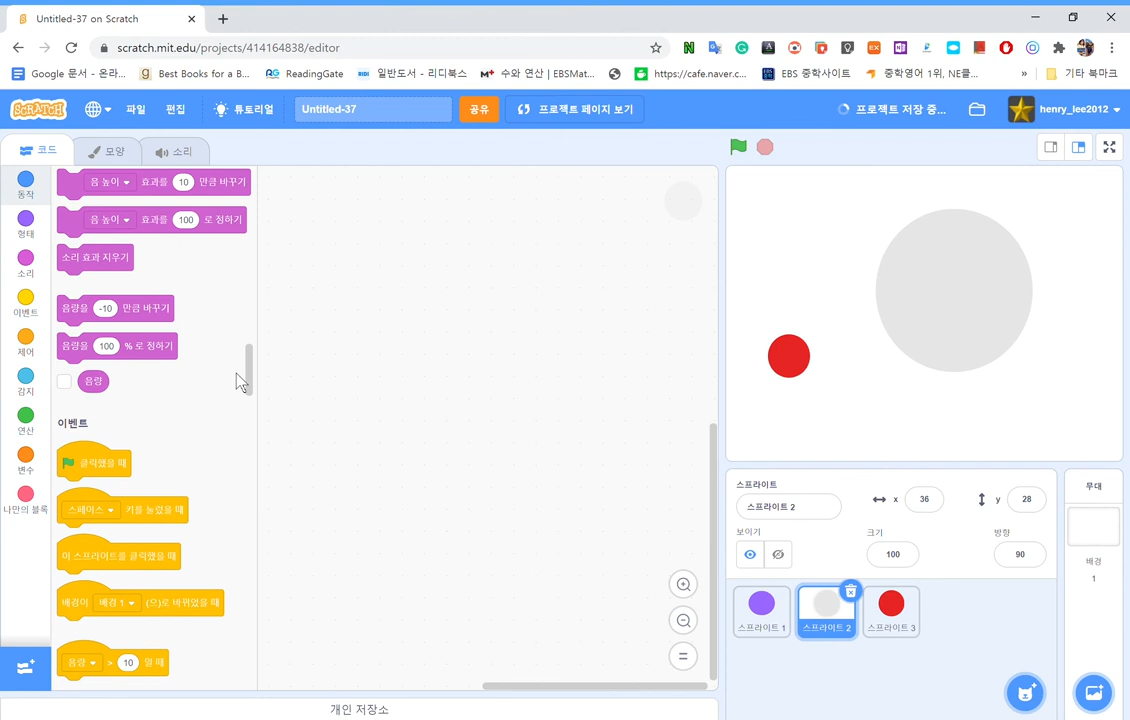 Untitled-37 on Scratch
scratch.mit.edu/projects/414164838/editor
Google 문서 - 온라... Best Books for a B... ReadingGate 일반도서 - 리디북스 수와 연산 | EBSMat... https://cafe.naver.c... EBS 중학사이트 중학영어 1위, NE클... » 기타 북마크
SCRATCH 파일 편집 튜토리얼 Untitled-37 공유 프로젝트 페이지 보기 프로젝트 저장 중... henry_lee2012
코드 모양 소리
동작
형태
소리
이벤트
제어
감지
연산
변수
나만의 블록
음 높이 효과를 10 만큼 바꾸기
음 높이 효과를 100 로 정하기
소리 효과 지우기
음량을 -10 만큼 바꾸기
음량을 100 % 로 정하기
음량
이벤트
클릭했을 때
스페이스 키를 눌렀을 때
이 스프라이트를 클릭했을 때
배경이 배경 1 (으)로 바뀌었을 때
음량 > 10 일 때
스프라이트
스프라이트 2
x 36 y 28
보이기 크기 방향
100 90
스프라이트 1 스프라이트 2 스프라이트 3
무대
배경
1
개인 저장소